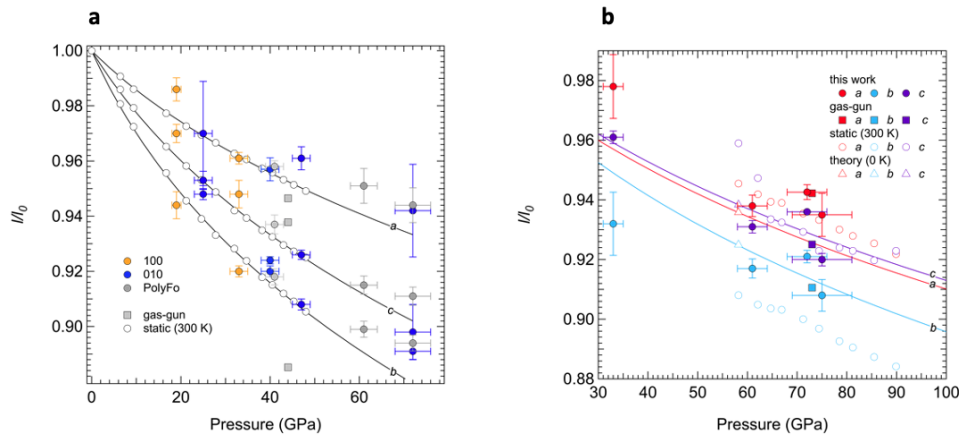 a
1.00
0.98
0.96
0.94
0.92
0.90
l/l0
a
c
b
100
010
PolyFo
gas-gun
static (300 K)
0
20
40
60
80
Pressure (GPa)
b
0.98
0.96
0.94
0.92
0.90
0.88
l/l0
this work
a b c
gas-gun
a b c
static (300 K)
a b c
theory (0 K)
a b c
c
a
b
30
40
50
60
70
80
90
100
Pressure (GPa)